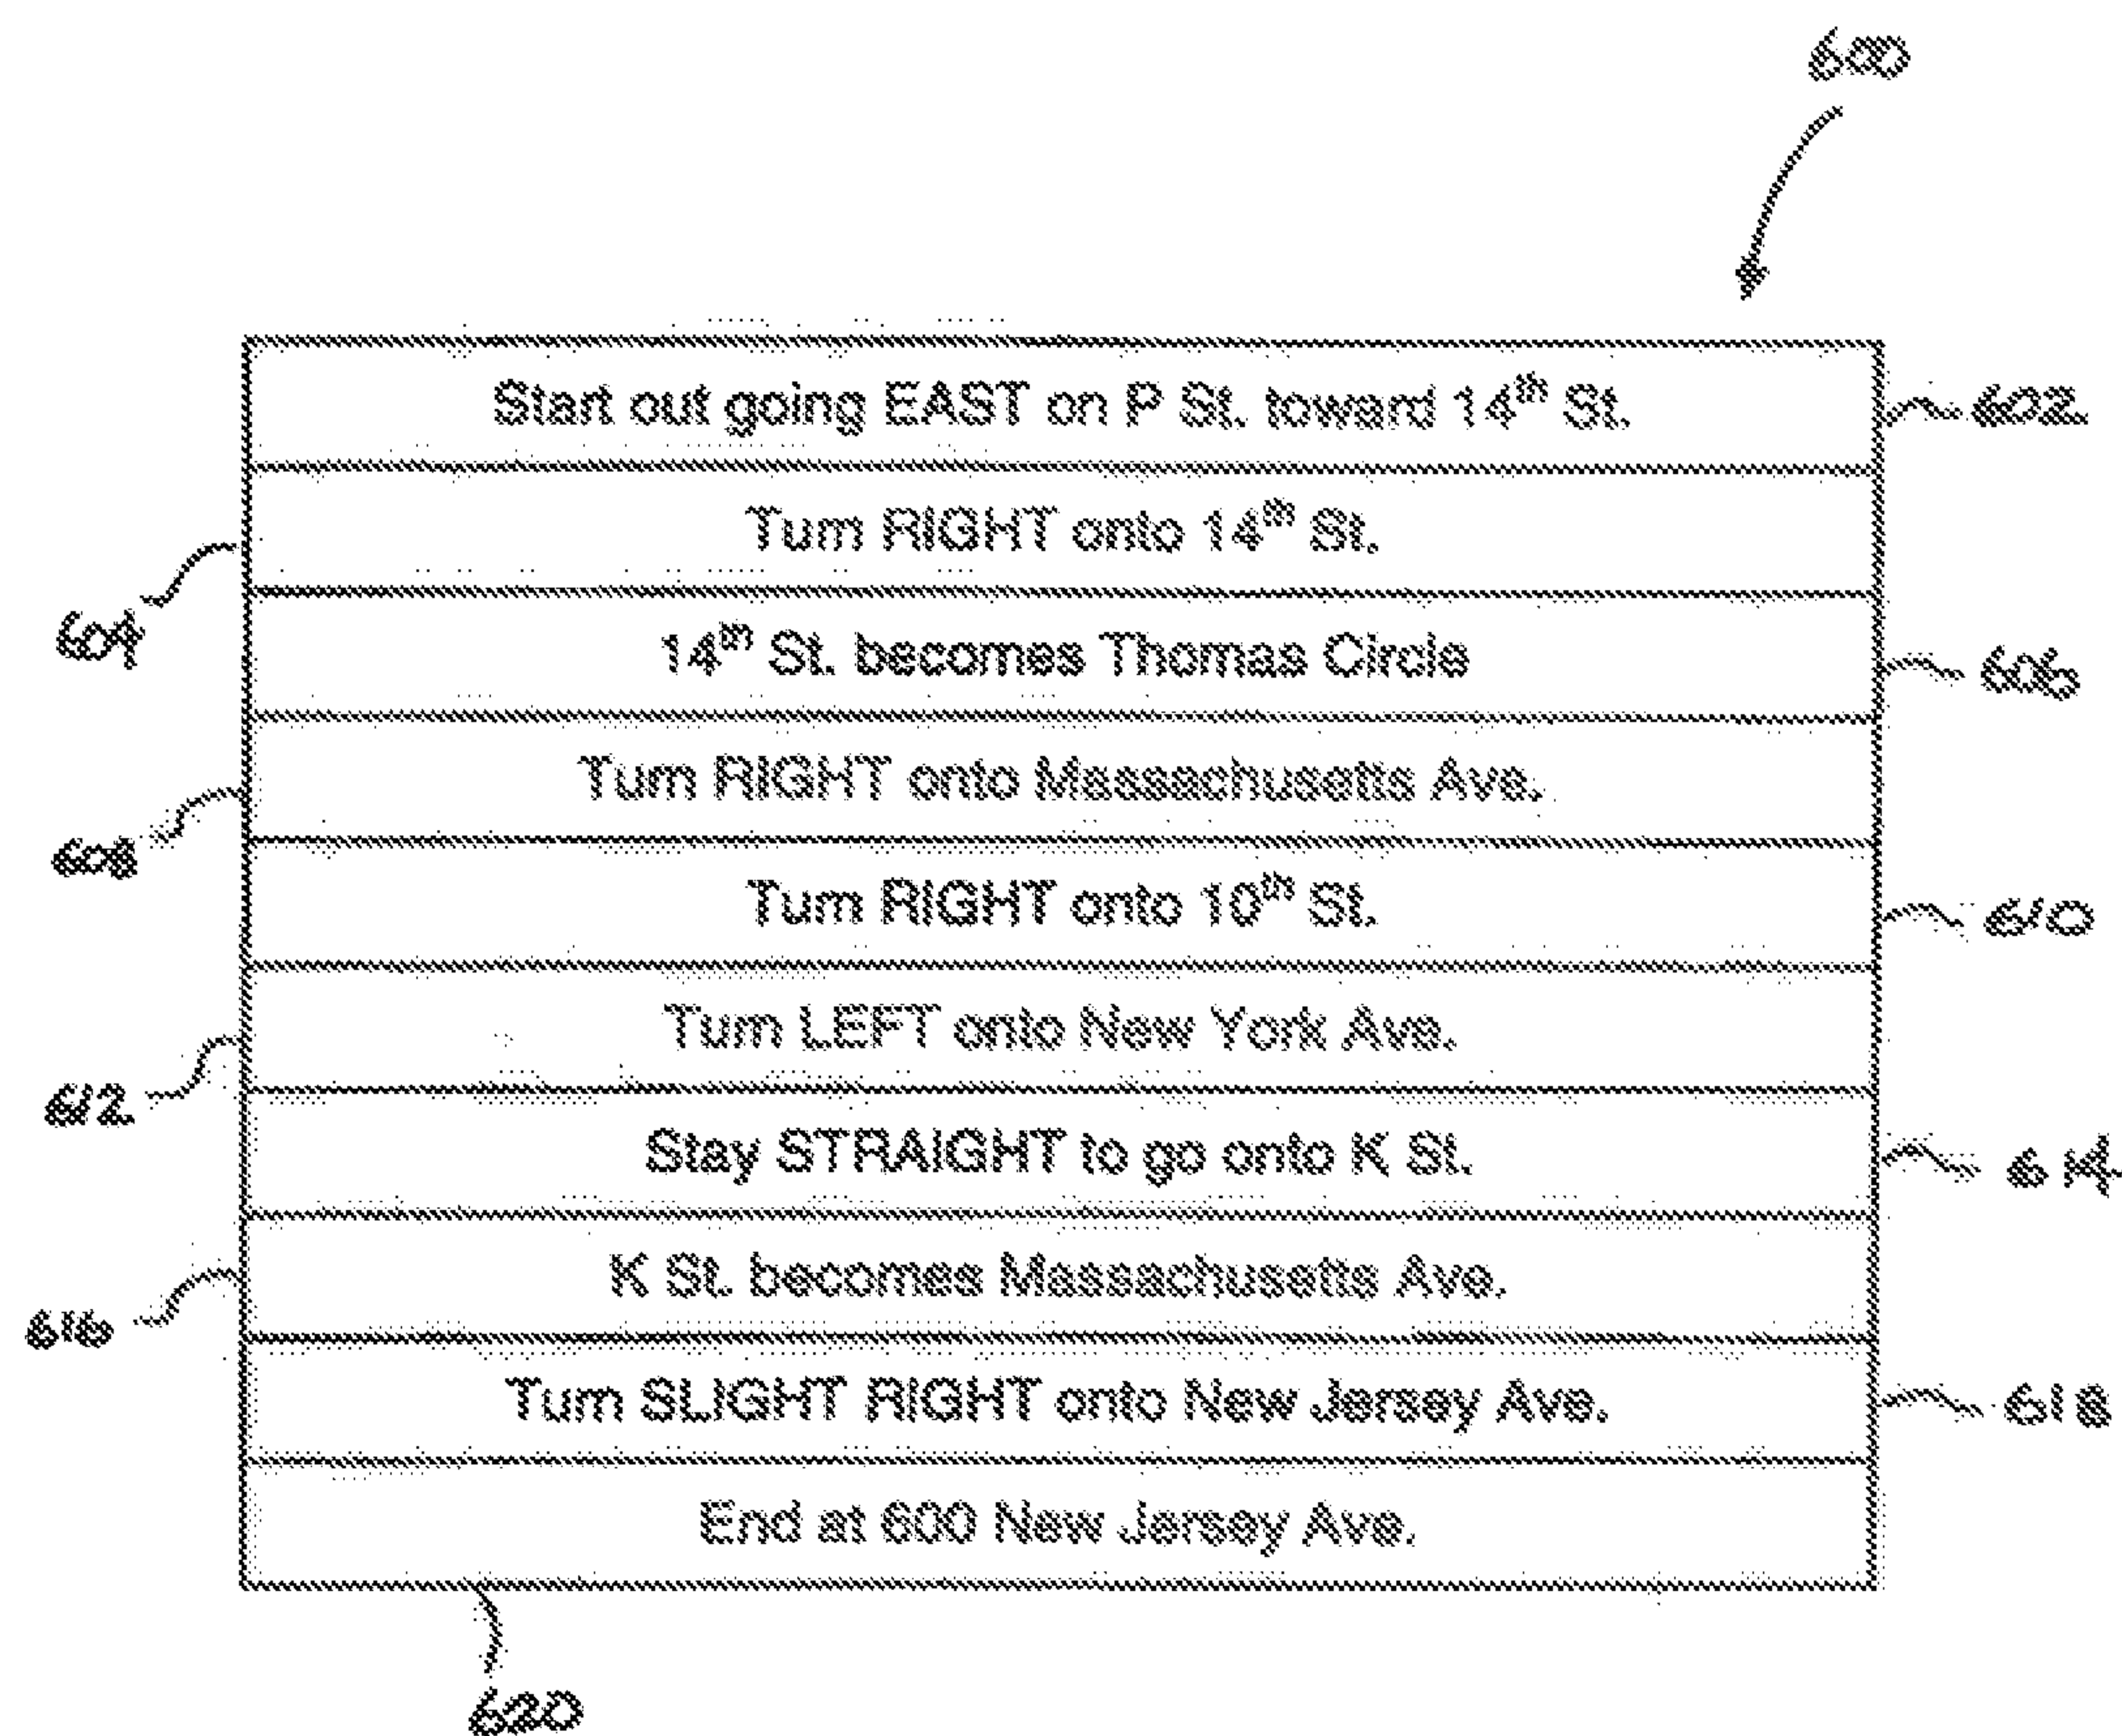 600
Start out going EAST on P St. toward 14th St. 602
Turn RIGHT onto 14th St.
604
14th St. becomes Thomas Circle 606
Turn RIGHT onto Massachusetts Ave.
608
Turn RIGHT onto 10th St. 610
Turn LEFT onto New York Ave.
612
Stay STRAIGHT to go onto K St. 614
K St. becomes Massachusetts Ave.
616
Turn SLIGHT RIGHT onto New Jersey Ave. 618
End at 600 New Jersey Ave.
620